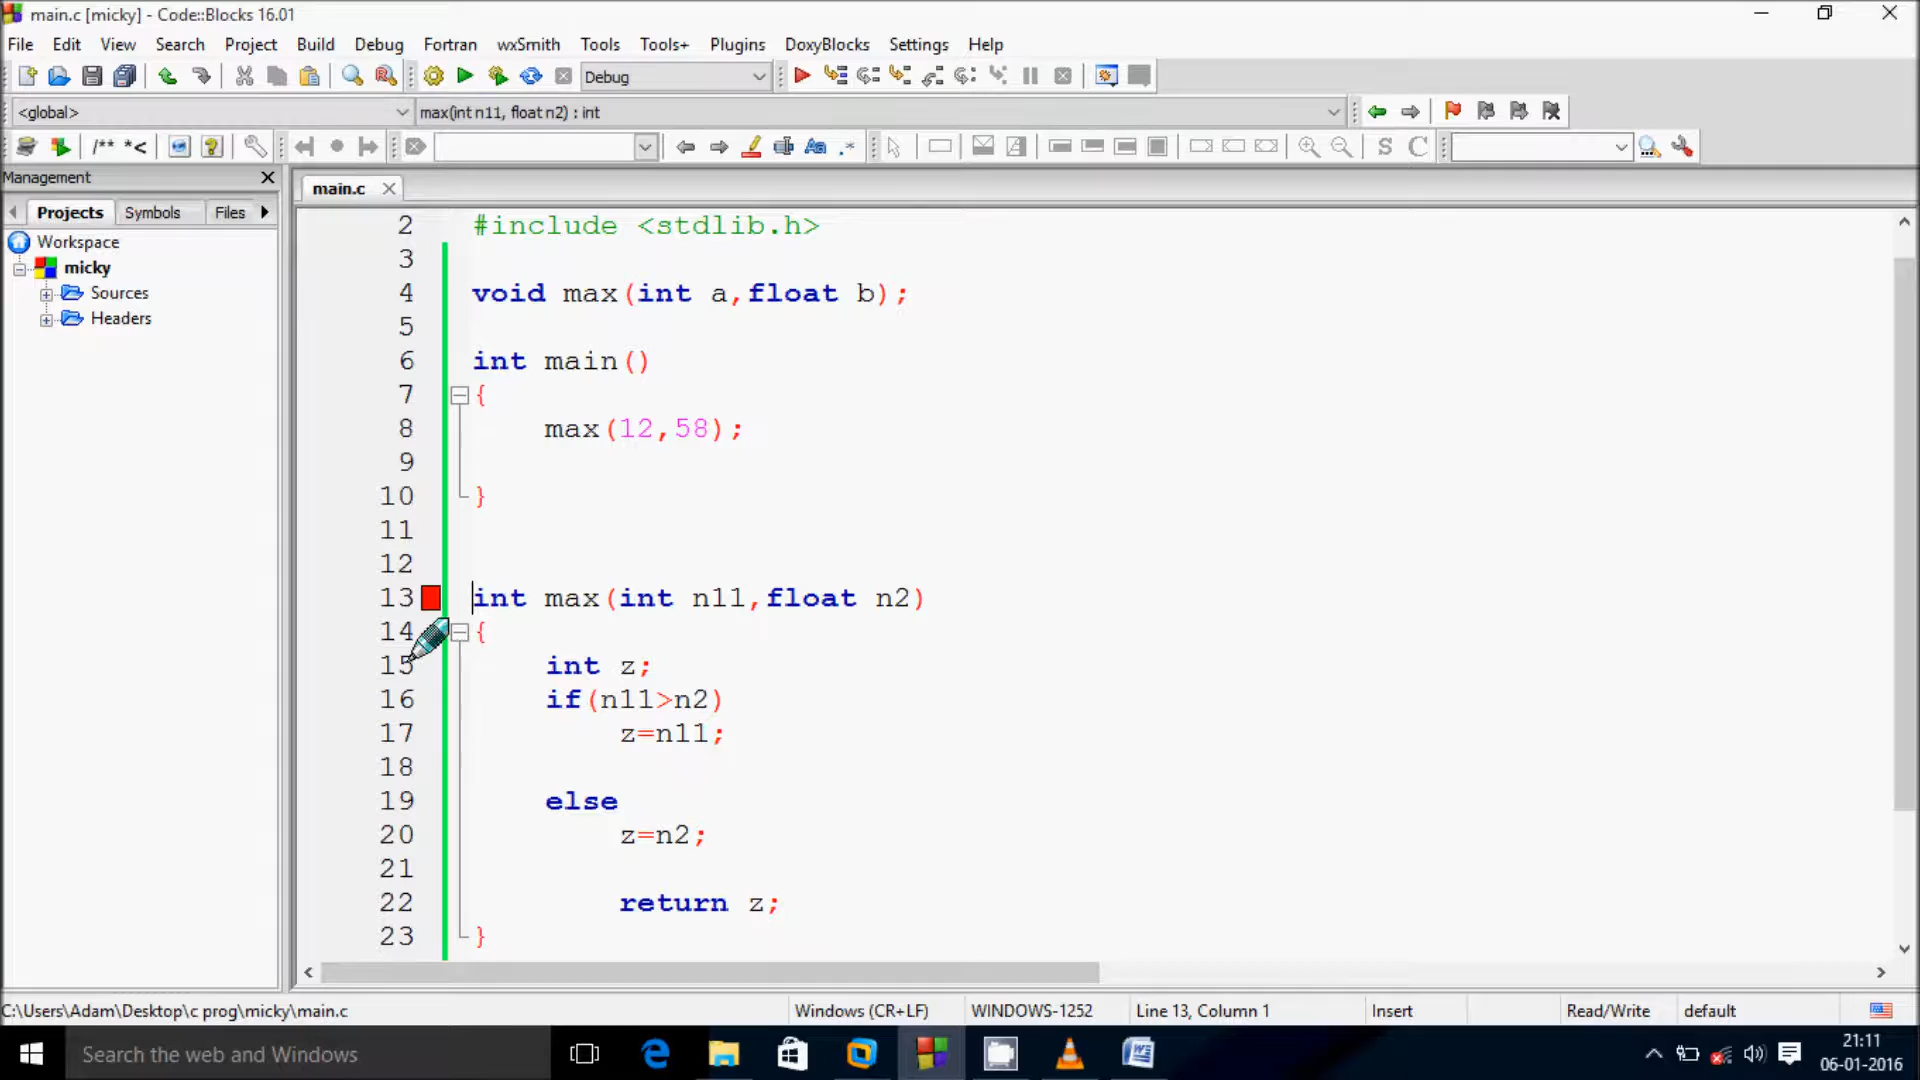 main.c [micky] - Code::Blocks 16.01
File Edit View Search Project Build Debug Fortran wxSmith Tools Tools+ Plugins DoxyBlocks Settings Help
Debug
<global> max(int n11, float n2) : int
/** *<
Aa .*
S C
Management
Projects Symbols Files
main.c
Workspace
micky
Sources
Headers
2 #include <stdlib.h>
3
4 void max(int a,float b);
5
6 int main()
7 {
8 max(12,58);
9
10 }
11
12
13 int max(int n11,float n2)
14 {
15 int z;
16 if(n11>n2)
17 z=n11;
18
19 else
20 z=n2;
21
22 return z;
23 }
C:\Users\Adam\Desktop\c prog\micky\main.c Windows (CR+LF) WINDOWS-1252 Line 13, Column 1 Insert Read/Write default
Search the web and Windows
21:11
06-01-2016